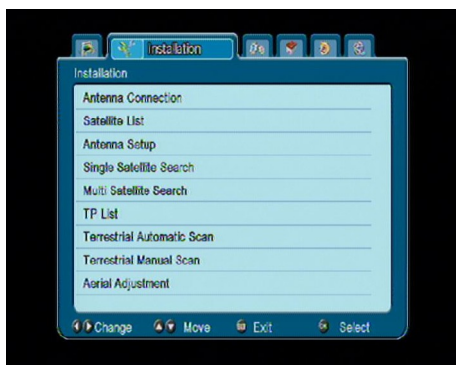 Installation
Installation
Antenna Connection
Satellite List
Antenna Setup
Single Satellite Search
Multi Satellite Search
TP List
Terrestrial Automatic Scan
Terrestrial Manual Scan
Aerial Adjustment
Change Move Exit Select